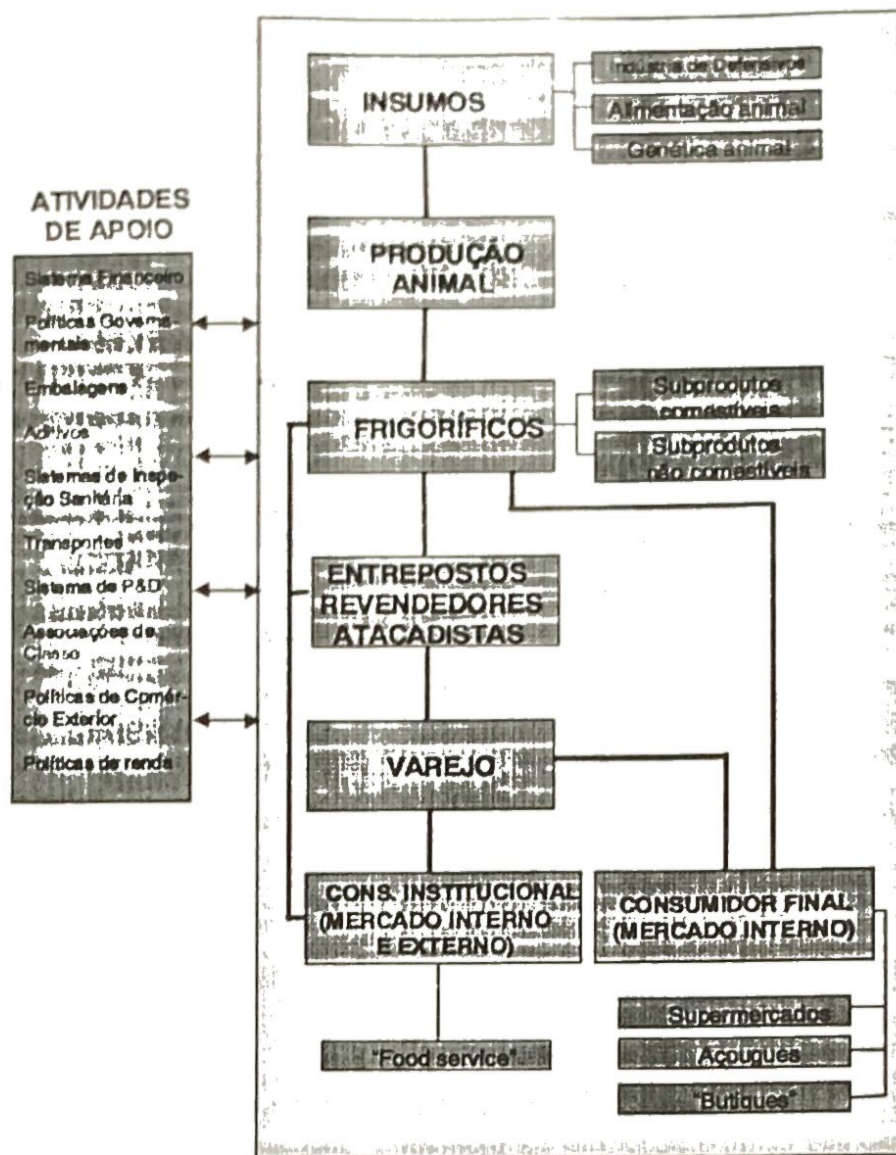 ATIVIDADES
DE APOIO
Sistema Financeiro
Políticas Governa-
mentais
Embalagens
Aditivos
Sistemas de Inspe-
ção Sanitária
Transportes
Sistema de P&D
Associações de
Classe
Políticas de Comér-
cio Exterior
Políticas de renda
INSUMOS
Indústria de Defensivos
Alimentação animal
Genética animal
PRODUÇÃO
ANIMAL
FRIGORÍFICOS
Subprodutos
comestíveis
Subprodutos
não comestíveis
ENTREPOSTOS
REVENDEDORES
ATACADISTAS
VAREJO
CONS. INSTITUCIONAL
(MERCADO INTERNO
E EXTERNO)
CONSUMIDOR FINAL
(MERCADO INTERNO)
"Food service"
Supermercados
Açougues
"Butiques"